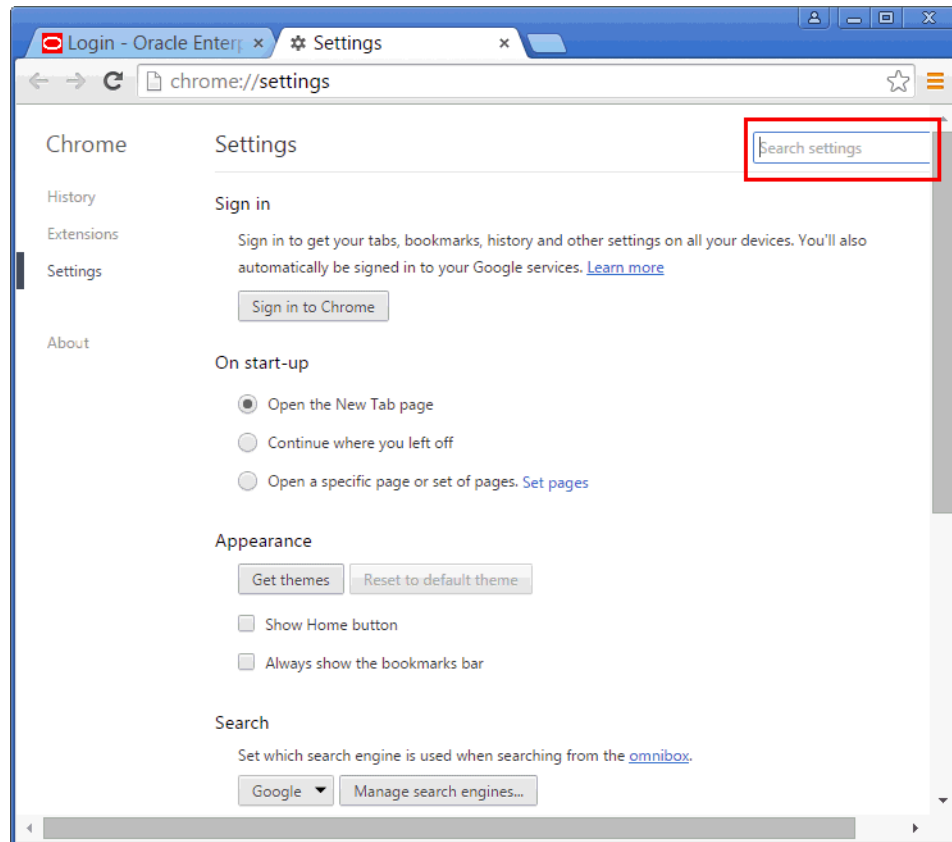 Login - Oracle Enterp
Settings
chrome://settings
Chrome
Settings
Search settings
History
Extensions
Settings
About
Sign in
Sign in to get your tabs, bookmarks, history and other settings on all your devices. You'll also
automatically be signed in to your Google services. Learn more
Sign in to Chrome
On start-up
Open the New Tab page
Continue where you left off
Open a specific page or set of pages. Set pages
Appearance
Get themes
Reset to default theme
Show Home button
Always show the bookmarks bar
Search
Set which search engine is used when searching from the omnibox.
Google
Manage search engines...